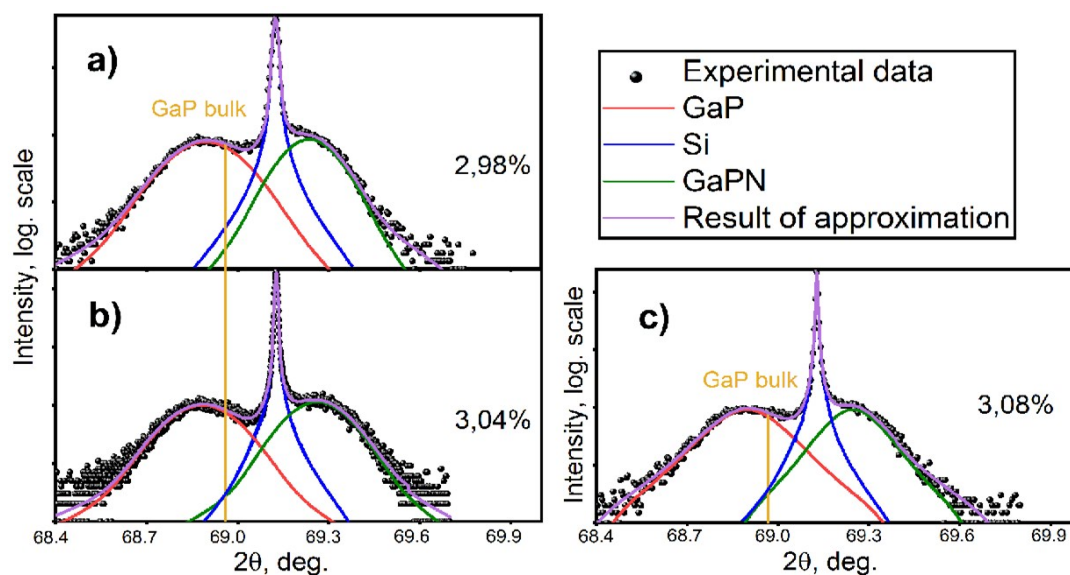 a)
GaP bulk
2,98%
Intensity, log. scale
b)
3,04%
68.4 68.7 69.0 69.3 69.6 69.9
2θ, deg.
Experimental data
GaP
Si
GaPN
Result of approximation
c)
GaP bulk
3,08%
Intensity, log. scale
68.4 68.7 69.0 69.3 69.6 69.9
2θ, deg.